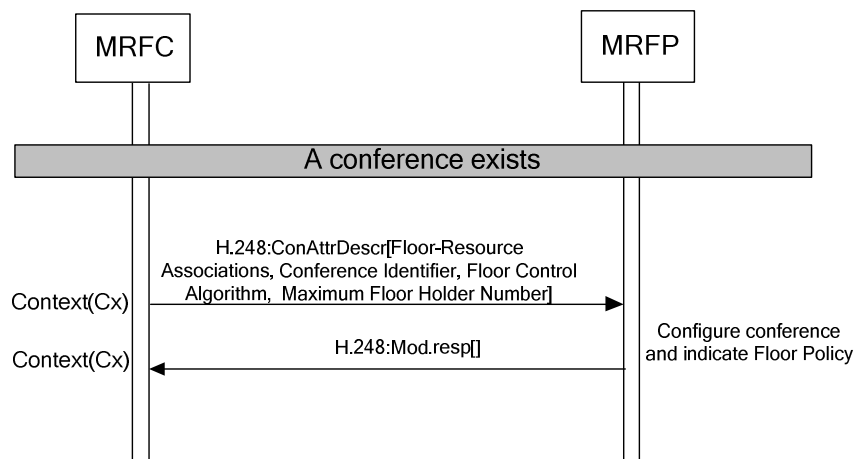 MRFC
MRFP
A conference exists
H.248:ConAttrDescr[Floor-Resource
Associations, Conference Identifier, Floor Control
Algorithm, Maximum Floor Holder Number]
Context(Cx)
Configure conference
and indicate Floor Policy
H.248:Mod.resp[]
Context(Cx)